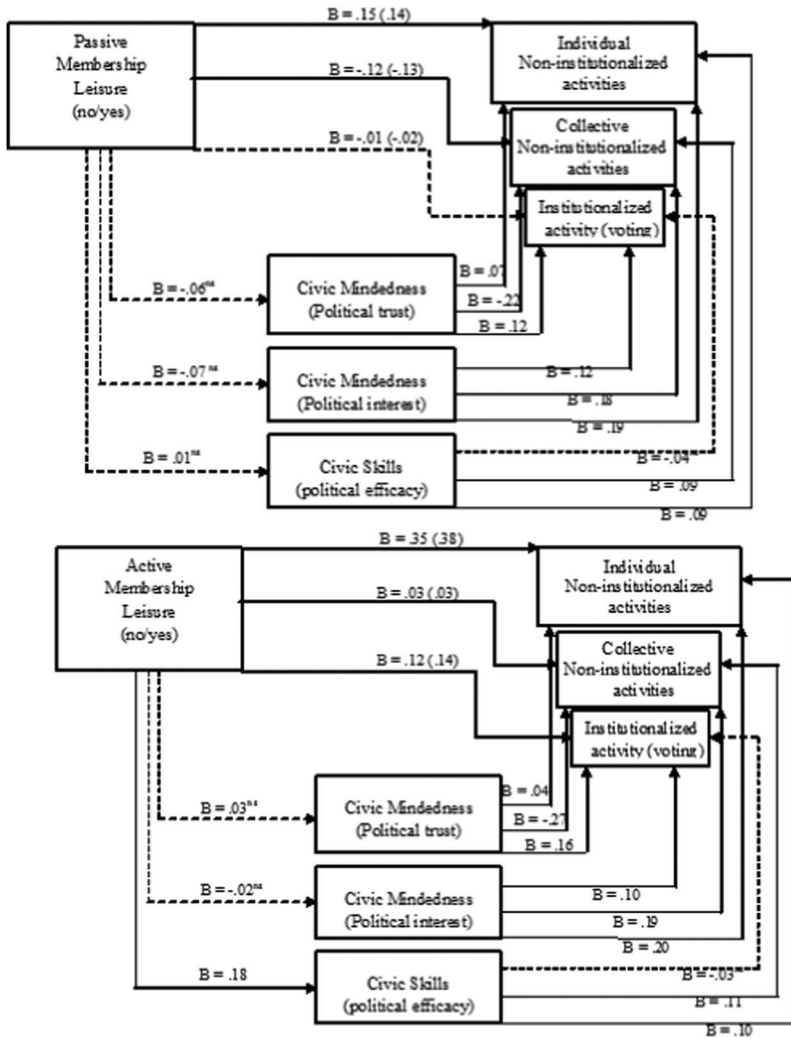 B = .15 (.14)
Passive
Membership
Leisure
(no/yes)
Individual
Non-institutionalized
activities
B = -.12 (-.13)
Collective
Non-institutionalized
activities
B = -.01 (-.02)
Institutionalized
activity (voting)
Civic Mindedness
(Political trust)
B = .07
B = -.22
B = .12
B = -.06ⁿˢ
Civic Mindedness
(Political interest)
B = -.07ⁿˢ
B = .12
B = .18
B = .19
Civic Skills
(political efficacy)
B = .01ⁿˢ
B = -.04
B = .09
B = .09
B = .35 (.38)
Active
Membership
Leisure
(no/yes)
Individual
Non-institutionalized
activities
B = .03 (.03)
Collective
Non-institutionalized
activities
B = .12 (.14)
Institutionalized
activity (voting)
Civic Mindedness
(Political trust)
B = .04
B = -.27
B = .16
B = .03ⁿˢ
Civic Mindedness
(Political interest)
B = -.02ⁿˢ
B = .10
B = .19
B = .20
Civic Skills
(political efficacy)
B = .18
B = -.03
B = .11
B = .10